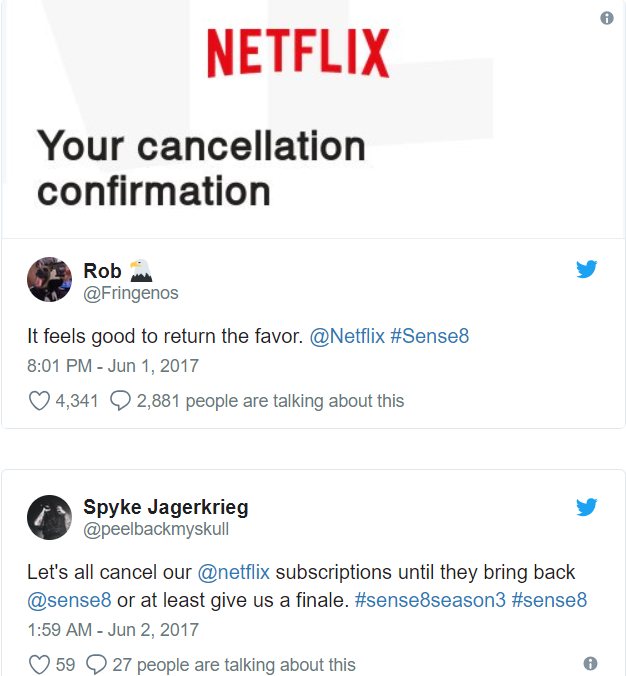 NETFLIX
Your cancellation
confirmation
Rob
@Fringenos
It feels good to return the favor. @Netflix #Sense8
8:01 PM - Jun 1, 2017
4,341 2,881 people are talking about this
Spyke Jagerkrieg
@peelbackmyskull
Let's all cancel our @netflix subscriptions until they bring back
@sense8 or at least give us a finale. #sense8season3 #sense8
1:59 AM - Jun 2, 2017
59 27 people are talking about this